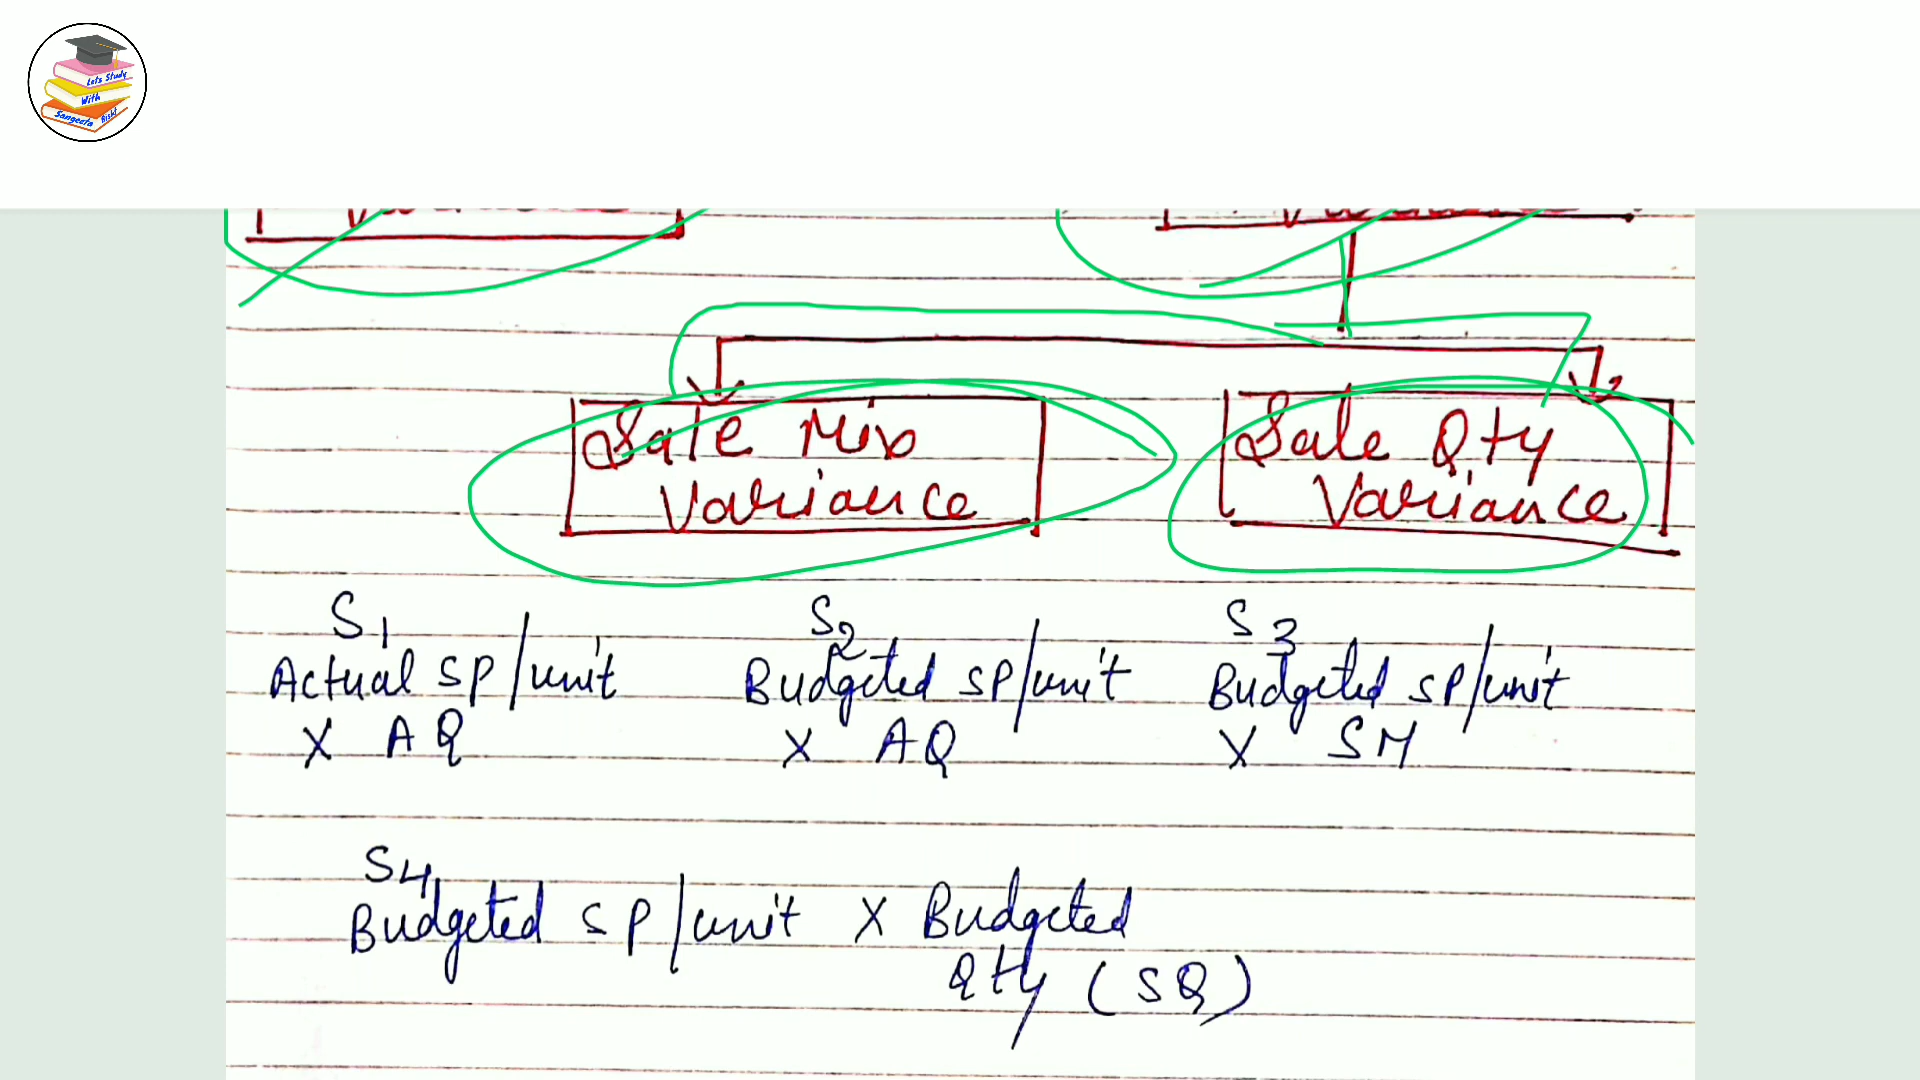 Lets Study
With
Sangeeta Bisht
Sale Mix
Variance
Sale Qty
Variance
S1
Actual SP/unit
X AQ
S2
Budgeted SP/unit
X AQ
S3
Budgeted SP/unit
X SM
S4
Budgeted SP/unit X Budgeted
Qty (SQ)